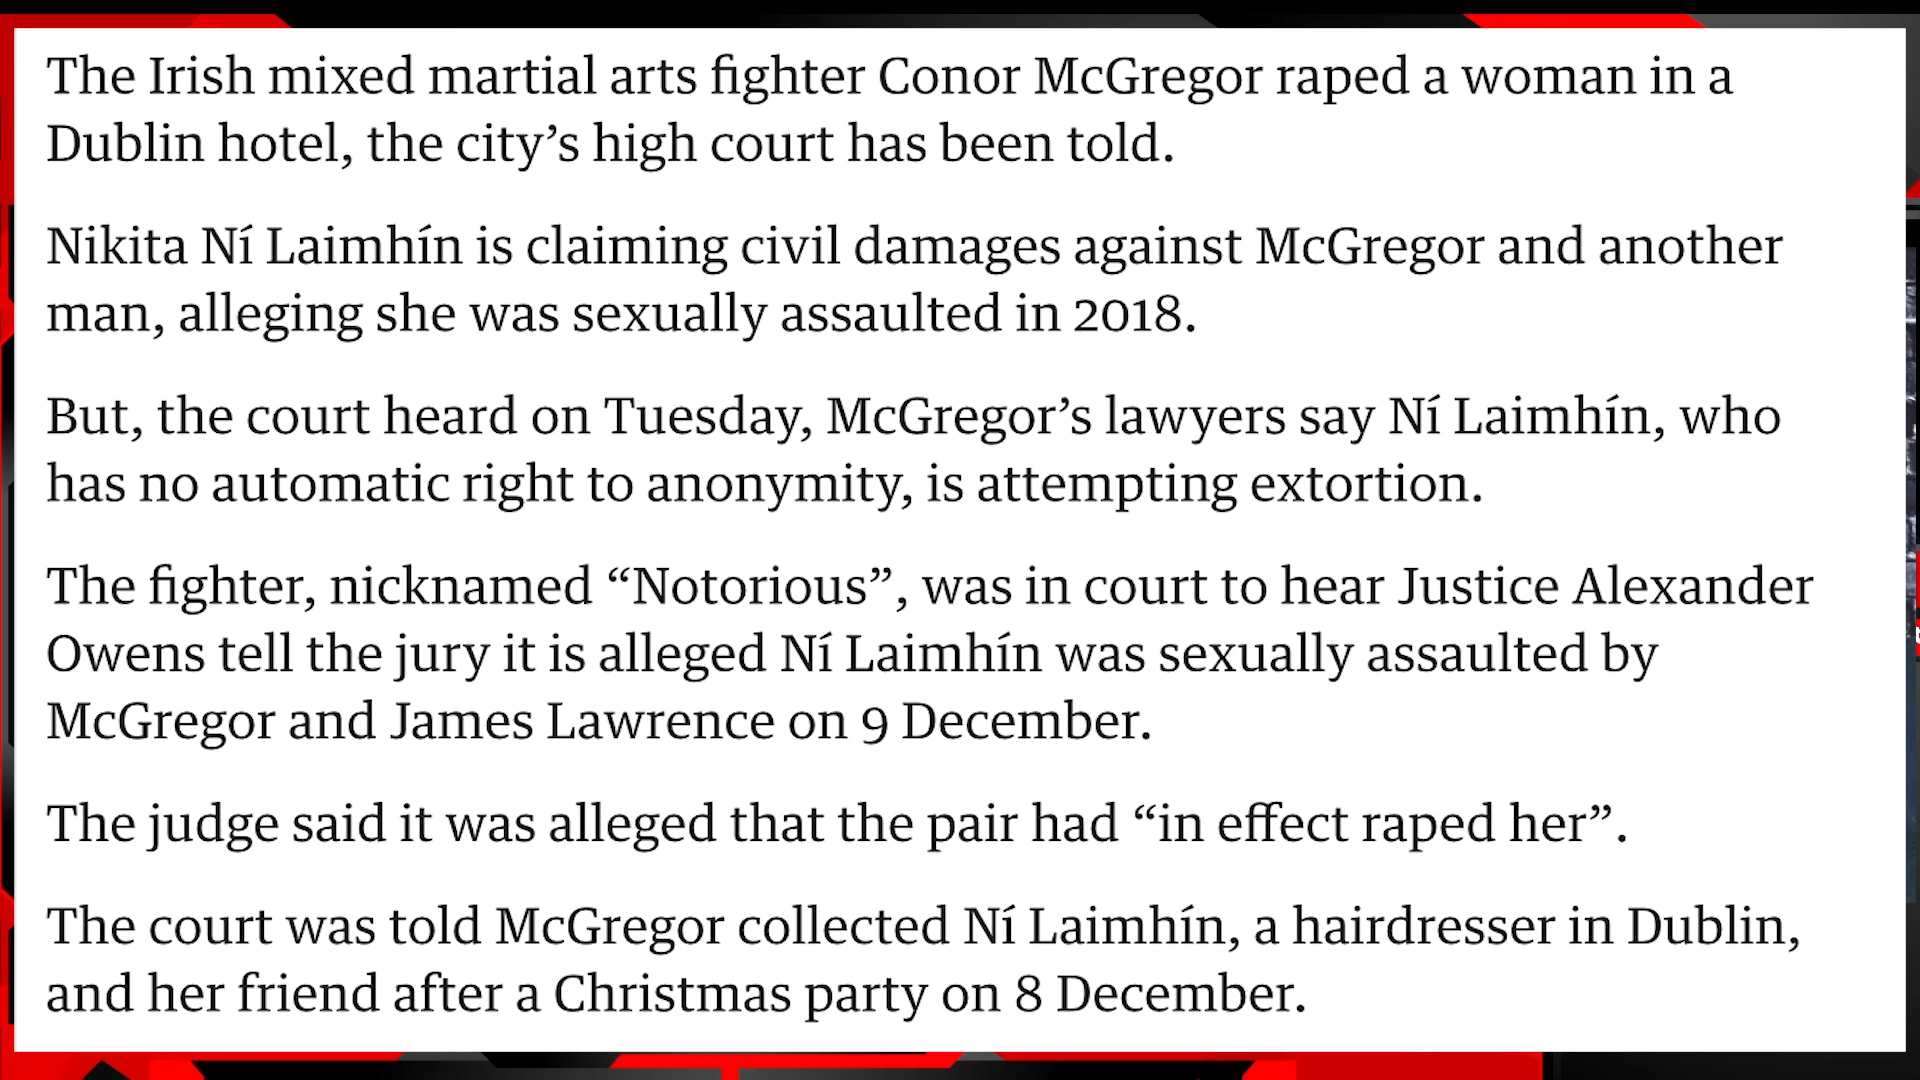 The Irish mixed martial arts fighter Conor McGregor raped a woman in a
Dublin hotel, the city’s high court has been told.
Nikita Ní Laimhín is claiming civil damages against McGregor and another
man, alleging she was sexually assaulted in 2018.
But, the court heard on Tuesday, McGregor’s lawyers say Ní Laimhín, who
has no automatic right to anonymity, is attempting extortion.
The fighter, nicknamed “Notorious”, was in court to hear Justice Alexander
Owens tell the jury it is alleged Ní Laimhín was sexually assaulted by
McGregor and James Lawrence on 9 December.
The judge said it was alleged that the pair had “in effect raped her”.
The court was told McGregor collected Ní Laimhín, a hairdresser in Dublin,
and her friend after a Christmas party on 8 December.